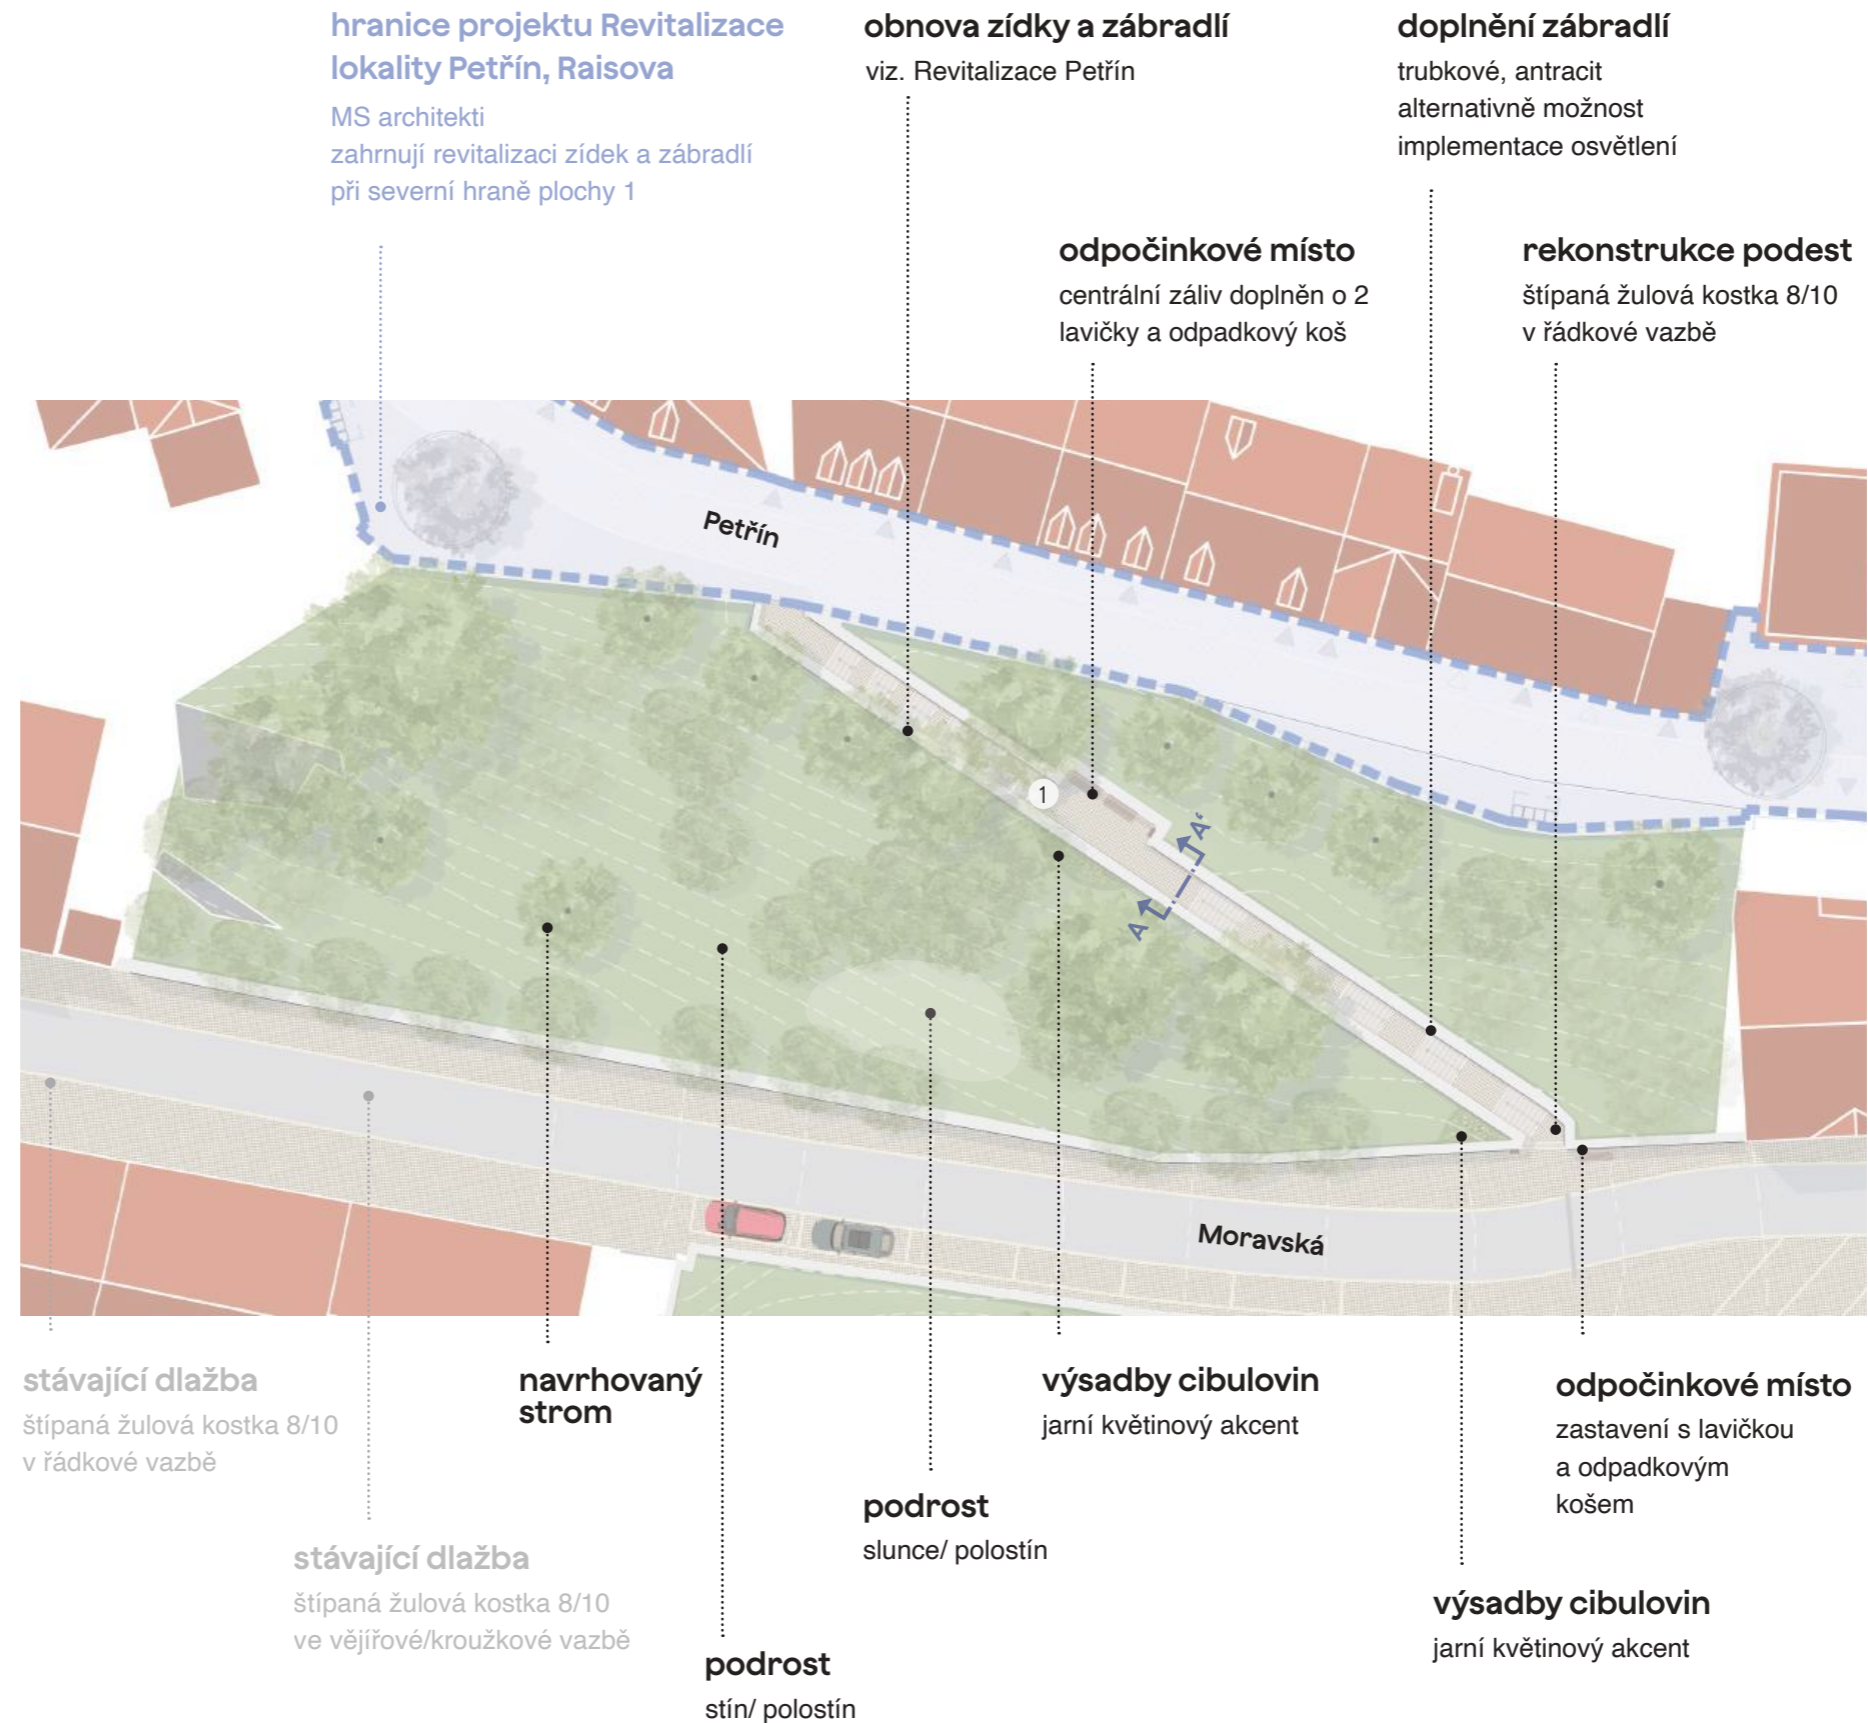 hranice projektu Revitalizace
lokality Petřín, Raisova
MS architekti
zahrnují revitalizaci zídek a zábradlí
při severní hraně plochy 1
obnova zídky a zábradlí
viz. Revitalizace Petřín
doplnění zábradlí
trubkové, antracit
alternativně možnost
implementace osvětlení
odpočinkové místo
centrální záliv doplněn o 2
lavičky a odpadkový koš
rekonstrukce podest
štípaná žulová kostka 8/10
v řádkové vazbě
Petřín
1
A‘
A
Moravská
stávající dlažba
štípaná žulová kostka 8/10
v řádkové vazbě
navrhovaný
strom
výsadby cibulovin
jarní květinový akcent
odpočinkové místo
zastavení s lavičkou
a odpadkovým
košem
podrost
slunce/ polostín
stávající dlažba
štípaná žulová kostka 8/10
ve vějířové/kroužkové vazbě
výsadby cibulovin
jarní květinový akcent
podrost
stín/ polostín